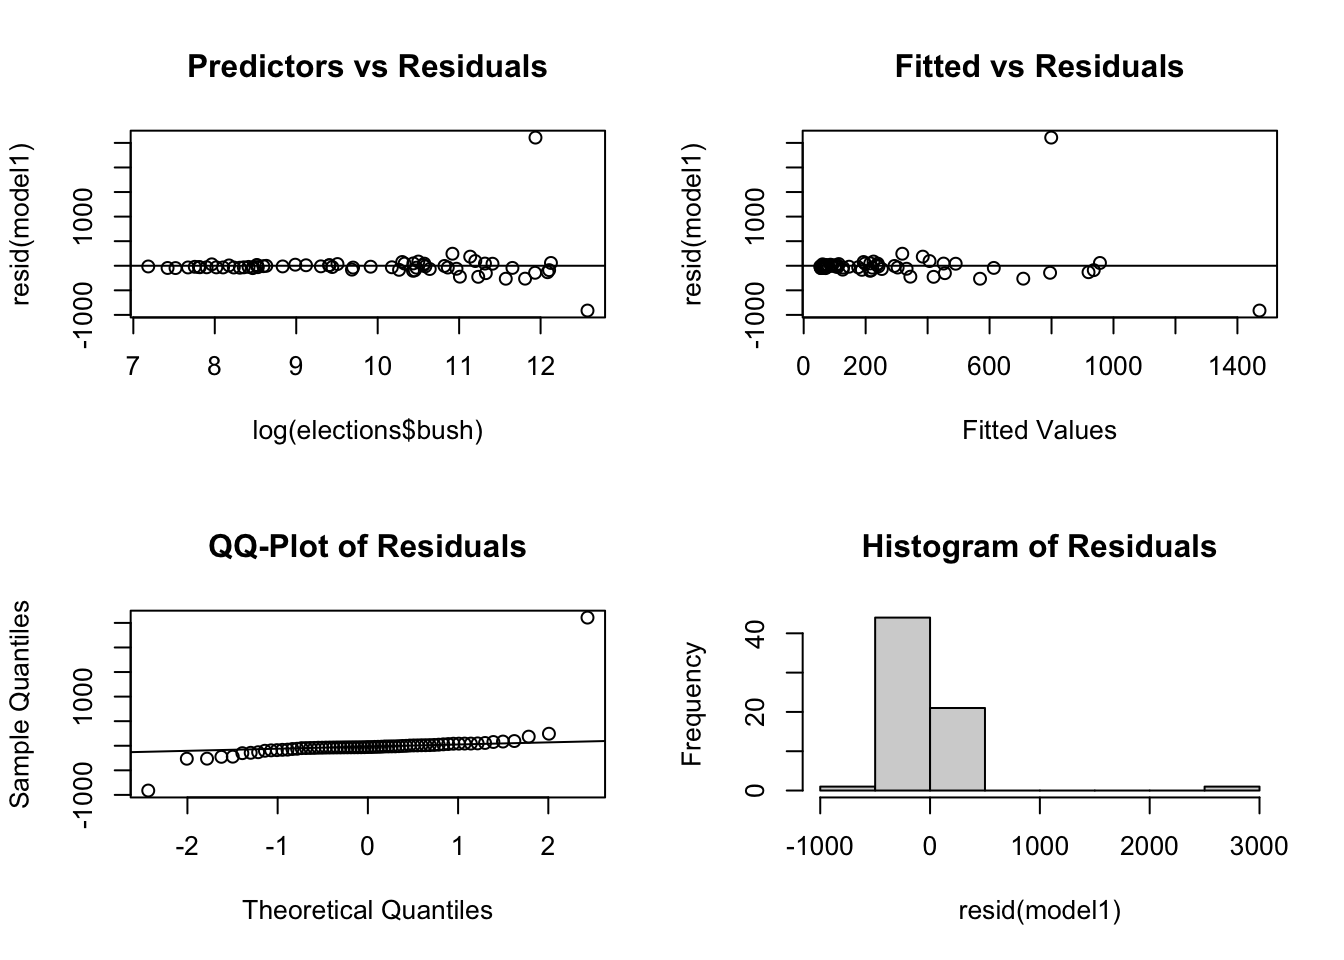 Predictors vs Residuals
resid(model1)
1000
-1000
7 8 9 10 11 12
log(elections$bush)
Fitted vs Residuals
resid(model1)
1000
-1000
0 200 600 1000 1400
Fitted Values
QQ-Plot of Residuals
Sample Quantiles
1000
-1000
-2 -1 0 1 2
Theoretical Quantiles
Histogram of Residuals
Frequency
40
20
0
-1000 0 1000 2000 3000
resid(model1)